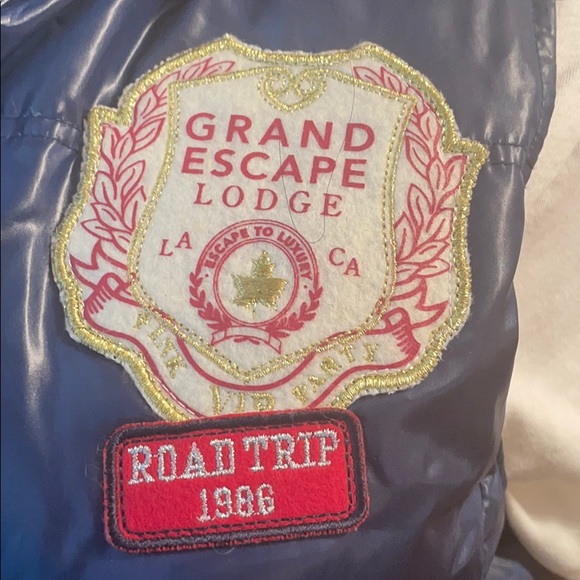 GRAND
ESCAPE
LODGE
LA CA
ESCAPE TO LUXURY
PINK VIP PARTY
ROAD TRIP
1986